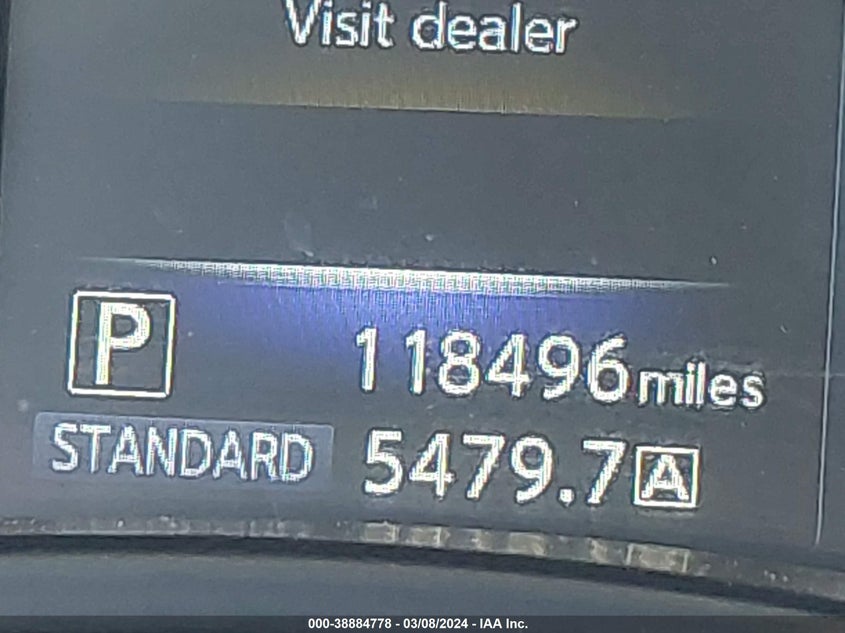 Visit dealer
P 118496 miles
STANDARD 5479.7 A
000-38884778 - 03/08/2024 - IAA Inc.